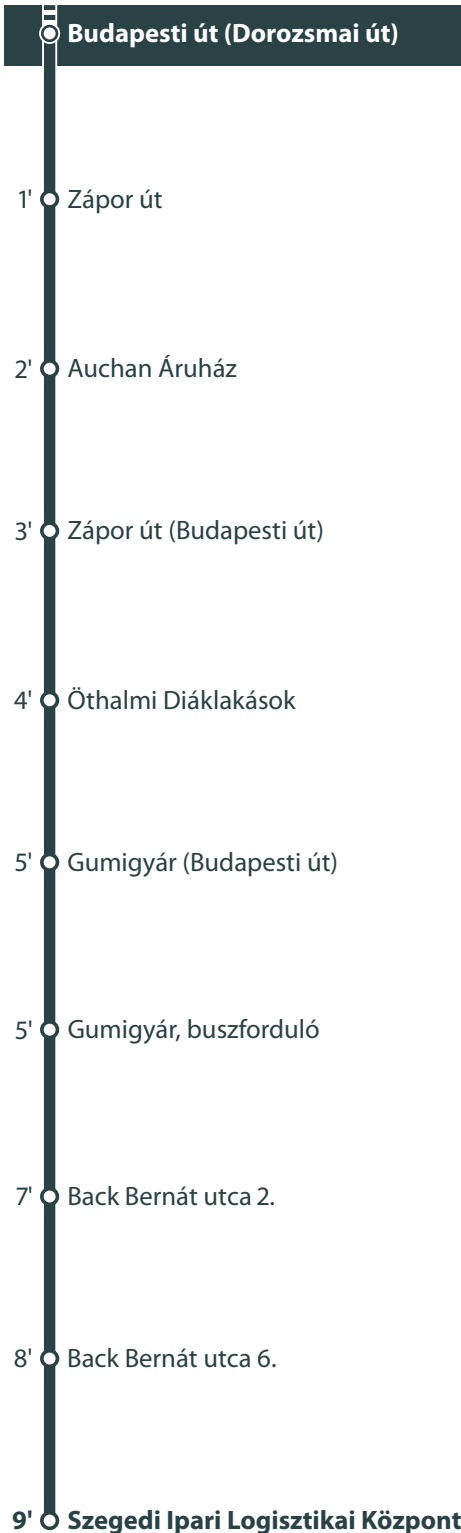 Budapesti út (Dorozsmai út)
1' Zápor út
2' Auchan Áruház
3' Zápor út (Budapesti út)
4' Öthalmi Diáklakások
5' Gumigyár (Budapesti út)
5' Gumigyár, buszforduló
7' Back Bernát utca 2.
8' Back Bernát utca 6.
9' Szegedi Ipari Logisztikai Központ